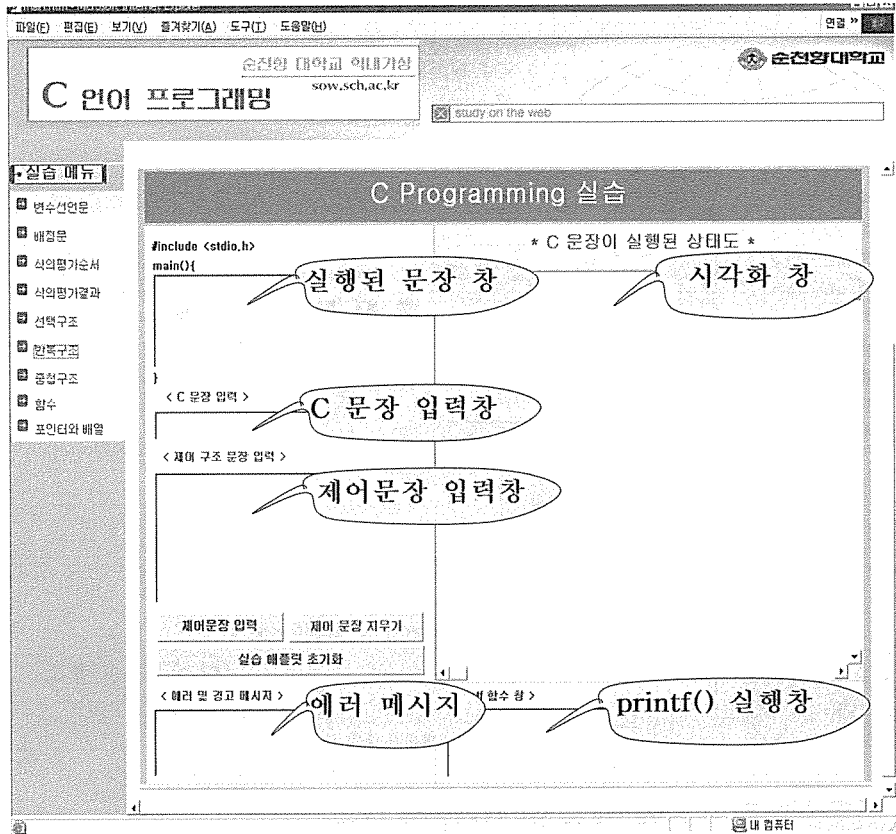 파일(F) 편집(E) 보기(V) 즐겨찾기(A) 도구(T) 도움말(H)
연결 »
순천향 대학교
sow.sch,ac,kr
C 언어 프로그래밍
순천향대학교
study on the web
실습 메뉴
변수선언문
배정문
식의평가순서
식의평가결과
선택구조
반복구조
중첩구조
함수
포인터와 배열
C Programming 실습
#include <stdio,h>
main(){
}
* C 문장이 실행된 상태도 *
실행된 문장 창
시각화 창
< C 문장 입력 >
C 문장 입력창
< 제어 구조 문장 입력 >
제어문장 입력창
제어문장 입력
제어 문장 지우기
실습 애플릿 초기화
< 에러 및 경고 메시지 >
에러 메시지
함수 창 >
printf() 실행창
내 컴퓨터